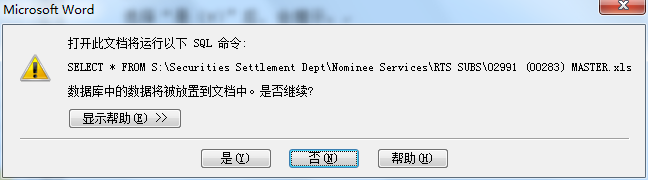 Microsoft Word
打开此文档将运行以下 SQL 命令:
SELECT * FROM S:\Securities Settlement Dept\Nominee Services\RTS SUBS\02991 (00283) MASTER.xls
数据库中的数据将被放置到文档中。是否继续?
显示帮助(E) >>
是(Y)
否(N)
帮助(H)